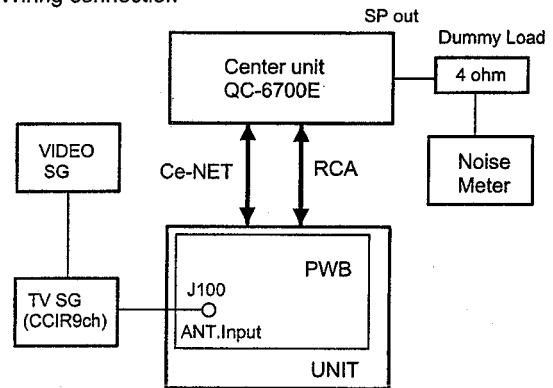 Wiring connection
SP out
Dummy Load
Center unit
QC-6700E
4 ohm
VIDEO
SG
Ce-NET
RCA
Noise
Meter
PWB
J100
TV SG
(CCIR9ch)
ANT.Input
UNIT